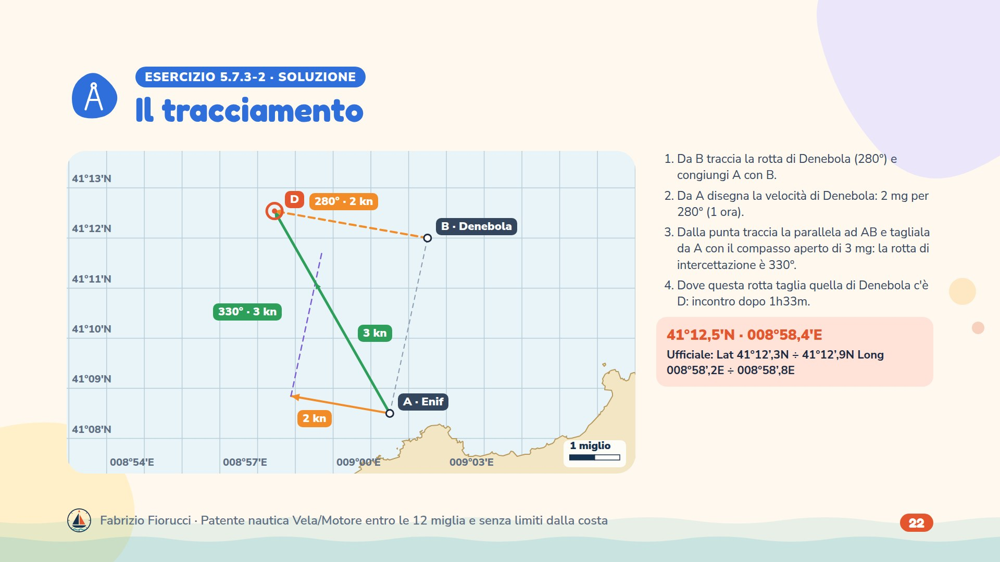 ESERCIZIO 5.7.3-2 · SOLUZIONE
Il tracciamento
41°13'N
41°12'N
41°11'N
41°10'N
41°09'N
41°08'N
008°54'E
008°57'E
009°00'E
009°03'E
D
280° · 2 kn
B · Denebola
330° · 3 kn
3 kn
A · Enif
2 kn
1 miglio
1. Da B traccia la rotta di Denebola (280°) e
congiungi A con B.
2. Da A disegna la velocità di Denebola: 2 mg per
280° (1 ora).
3. Dalla punta traccia la parallela ad AB e tagliala
da A con il compasso aperto di 3 mg: la rotta di
intercettazione è 330°.
4. Dove questa rotta taglia quella di Denebola c'è
D: incontro dopo 1h33m.
41°12,5'N · 008°58,4'E
Ufficiale: Lat 41°12’,3N ÷ 41°12’,9N Long
008°58’,2E ÷ 008°58’,8E
Fabrizio Fiorucci · Patente nautica Vela/Motore entro le 12 miglia e senza limiti dalla costa
22